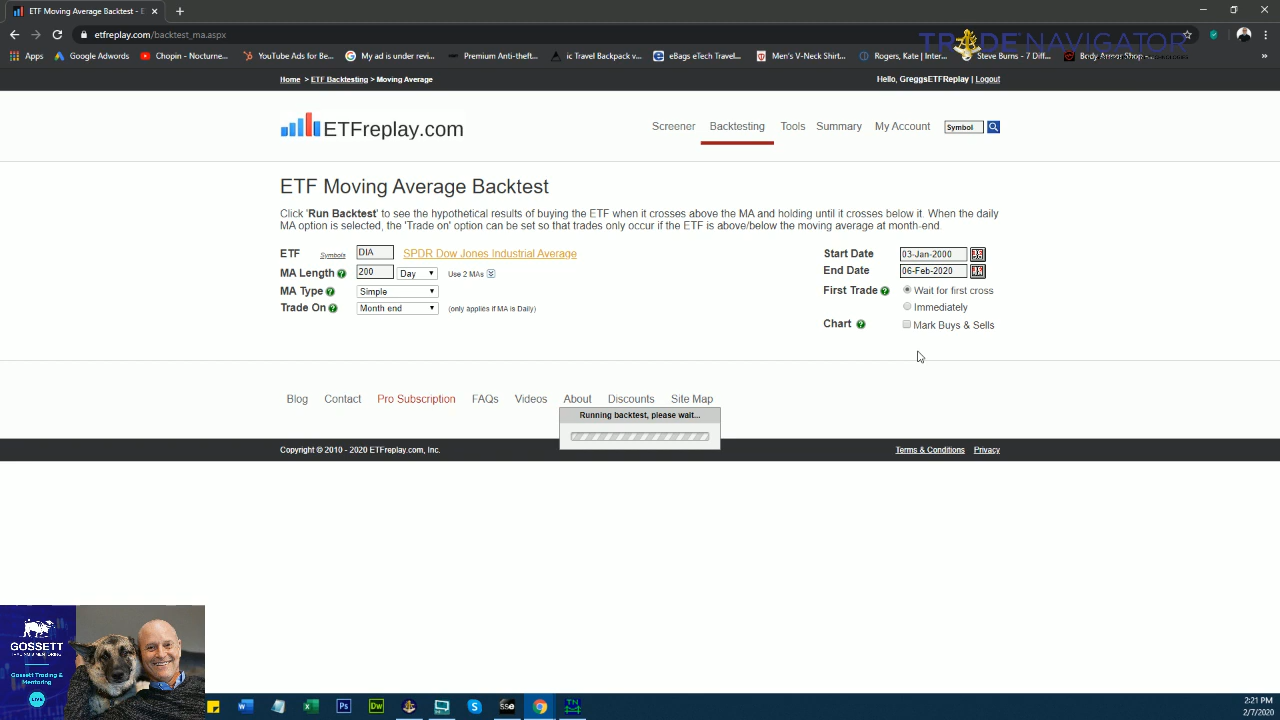 ETF Moving Average Backtest - E
etfreplay.com/backtest_ma.aspx
Apps
Google Adwords
Chopin - Nocturne...
YouTube Ads for Be...
My ad is under revi...
Premium Anti-theft...
ic Travel Backpack v...
eBags eTech Travel...
Men's V-Neck Shirt...
Rogers, Kate | Inter...
Steve Burns - 7 Diff...
Body Armor Shop
TRADE NAVIGATOR
Home > ETF Backtesting > Moving Average
Hello, GreggsETFReplay | Logout
ETFreplay.com
Screener Backtesting Tools Summary My Account Symbol
ETF Moving Average Backtest
Click 'Run Backtest' to see the hypothetical results of buying the ETF when it crosses above the MA and holding until it crosses below it. When the daily
MA option is selected, the 'Trade on' option can be set so that trades only occur if the ETF is above/below the moving average at month-end.
ETF Symbols DIA SPDR Dow Jones Industrial Average
Start Date 03-Jan-2000
MA Length ? 200 Day Use 2 MAs
End Date 06-Feb-2020
MA Type ? Simple
First Trade ? Wait for first cross
Immediately
Trade On ? Month end (only applies if MA is Daily)
Chart ? Mark Buys & Sells
Blog Contact Pro Subscription FAQs Videos About Discounts Site Map
Running backtest, please wait...
Copyright © 2010 - 2020 ETFreplay.com, Inc.
Terms & Conditions Privacy
GOSSETT
Gossett Trading &
Mentoring
LIVE
2:21 PM
2/7/2020